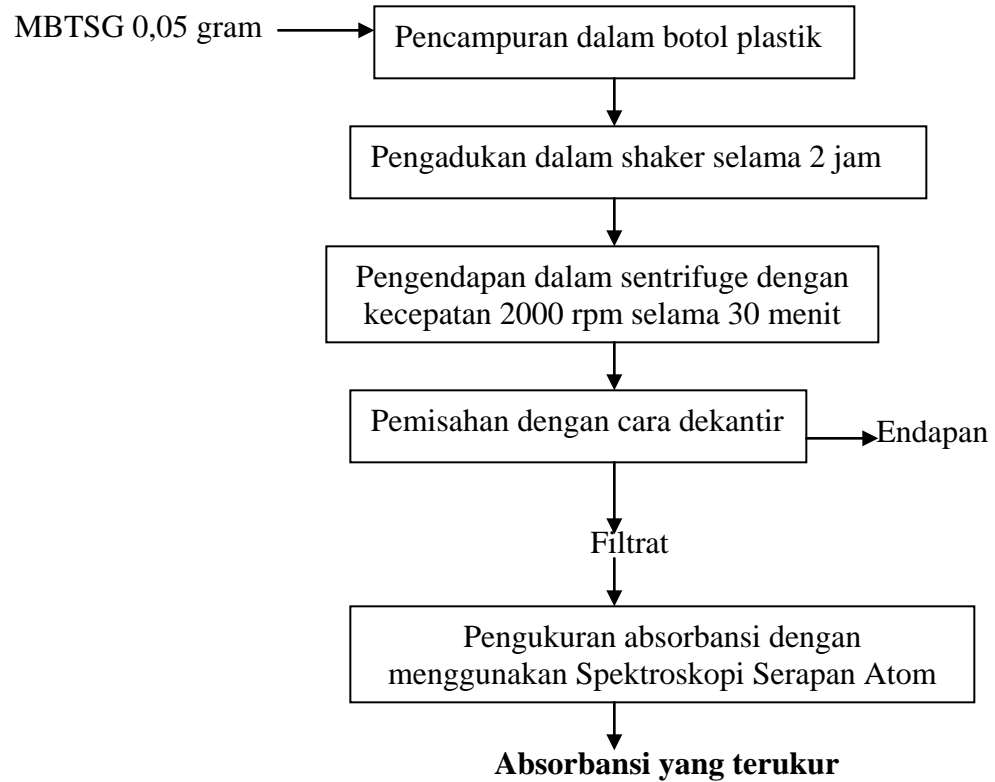 MBTSG 0,05 gram
Pencampuran dalam botol plastik
Pengadukan dalam shaker selama 2 jam
Pengendapan dalam sentrifuge dengan
kecepatan 2000 rpm selama 30 menit
Pemisahan dengan cara dekantir
Endapan
Filtrat
Pengukuran absorbansi dengan
menggunakan Spektroskopi Serapan Atom
Absorbansi yang terukur